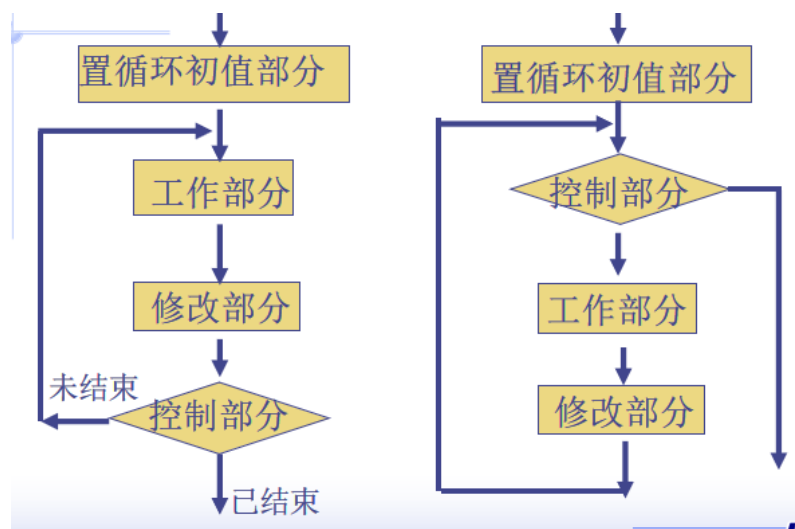 置循环初值部分
工作部分
修改部分
未结束
控制部分
已结束
置循环初值部分
控制部分
工作部分
修改部分